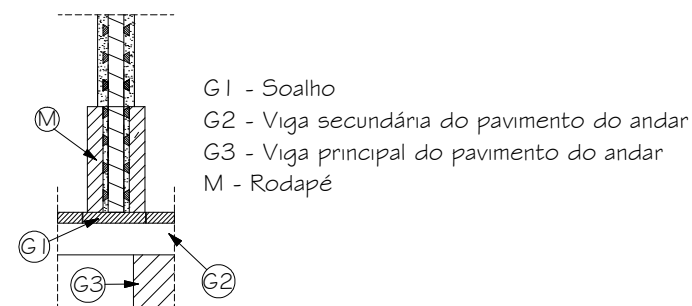 G1 - Soalho
G2 - Viga secundária do pavimento do andar
G3 - Viga principal do pavimento do andar
M - Rodapé
M
G1
G2
G3